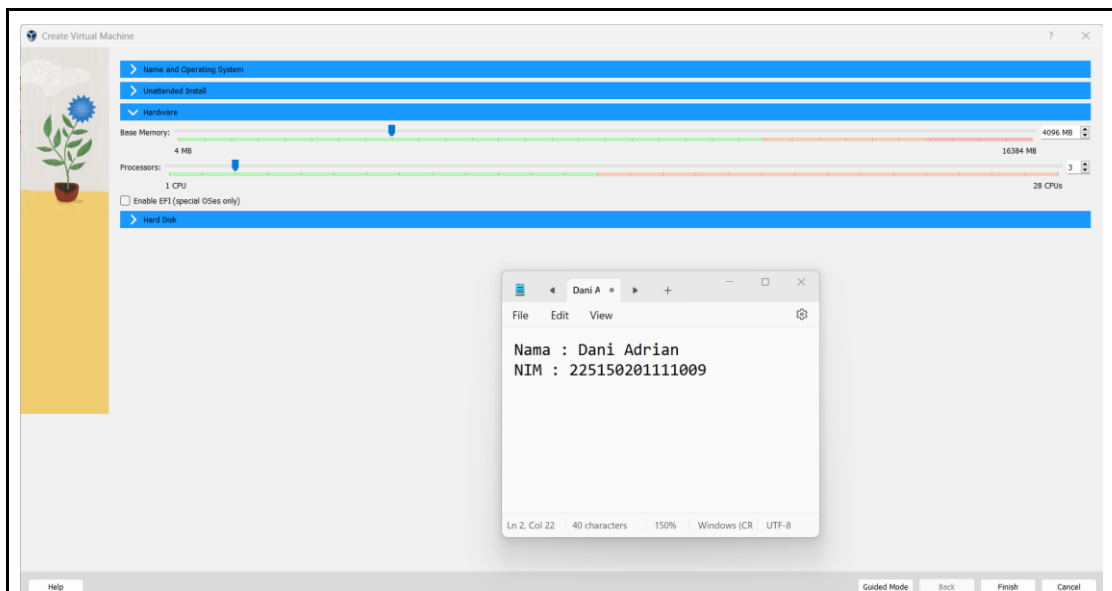 Create Virtual Machine
?
Name and Operating System
Unattended Install
Hardware
Base Memory:
4096 MB
4 MB
16384 MB
Processors:
3
1 CPU
28 CPUs
Enable EFI (special OSes only)
Hard Disk
Dani A
File Edit View
Nama : Dani Adrian
NIM : 225150201111009
Ln 2, Col 22 40 characters 150% Windows (CR UTF-8
Help Guided Mode Back Finish Cancel